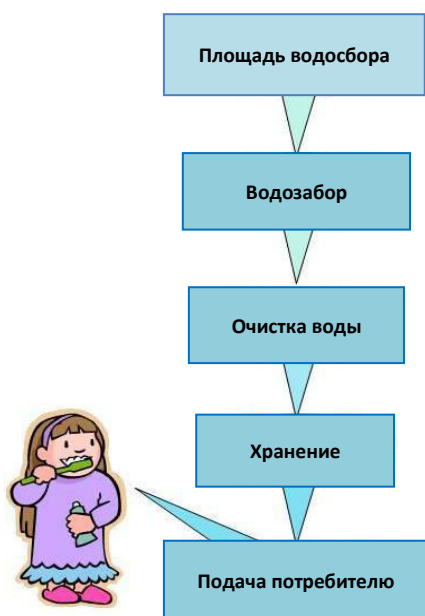 Площадь водосбора
Водозабор
Очистка воды
Хранение
Подача потребителю